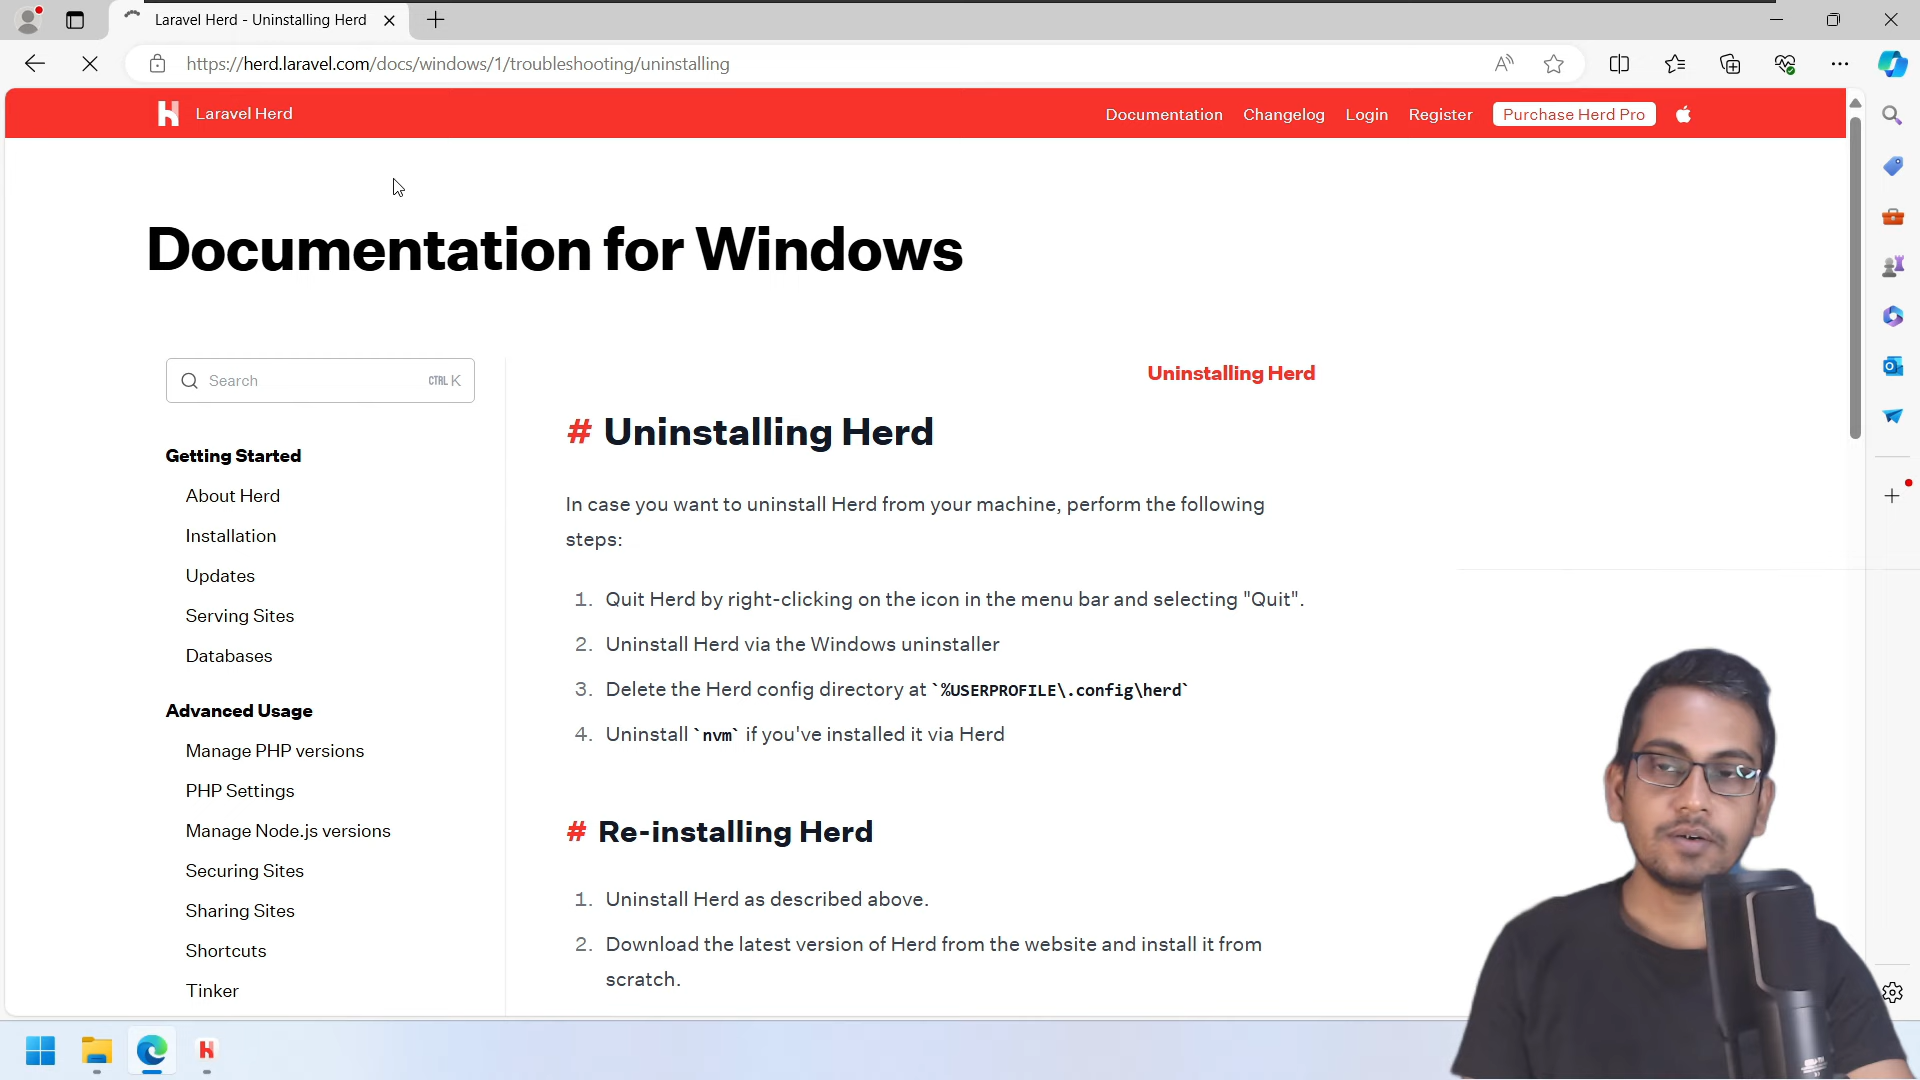 Laravel Herd - Uninstalling Herd
https://herd.laravel.com/docs/windows/1/troubleshooting/uninstalling
Laravel Herd
Documentation
Changelog
Login
Register
Purchase Herd Pro
Documentation for Windows
Search
CTRL K
Getting Started
About Herd
Installation
Updates
Serving Sites
Databases
Advanced Usage
Manage PHP versions
PHP Settings
Manage Node.js versions
Securing Sites
Sharing Sites
Shortcuts
Tinker
Uninstalling Herd
# Uninstalling Herd
In case you want to uninstall Herd from your machine, perform the following
steps:
1. Quit Herd by right-clicking on the icon in the menu bar and selecting "Quit".
2. Uninstall Herd via the Windows uninstaller
3. Delete the Herd config directory at `%USERPROFILE\.config\herd`
4. Uninstall `nvm` if you've installed it via Herd
# Re-installing Herd
1. Uninstall Herd as described above.
2. Download the latest version of Herd from the website and install it from
scratch.